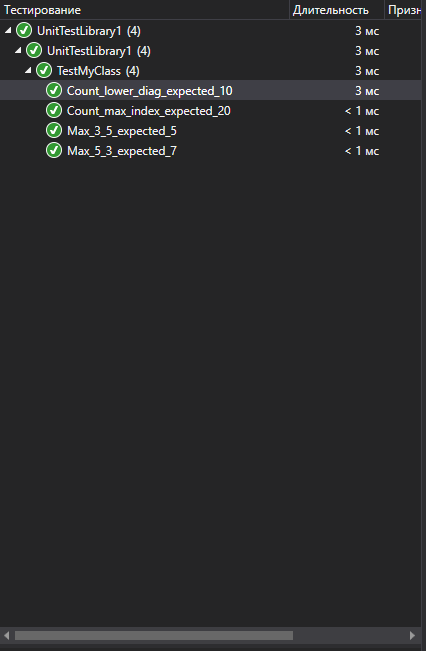 Тестирование Длительность Призн
UnitTestLibrary1 (4) 3 мс
UnitTestLibrary1 (4) 3 мс
TestMyClass (4) 3 мс
Count_lower_diag_expected_10 3 мс
Count_max_index_expected_20 < 1 мс
Max_3_5_expected_5 < 1 мс
Max_5_3_expected_7 < 1 мс